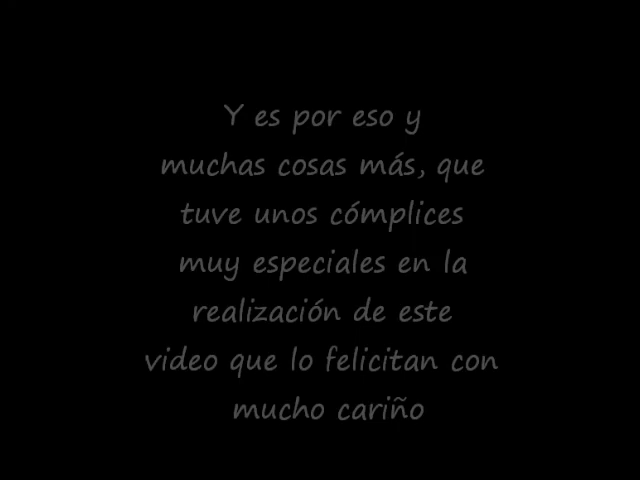 Y es por eso y
muchas cosas más, que
tuve unos cómplices
muy especiales en la
realización de este
video que lo felicitan con
mucho cariño